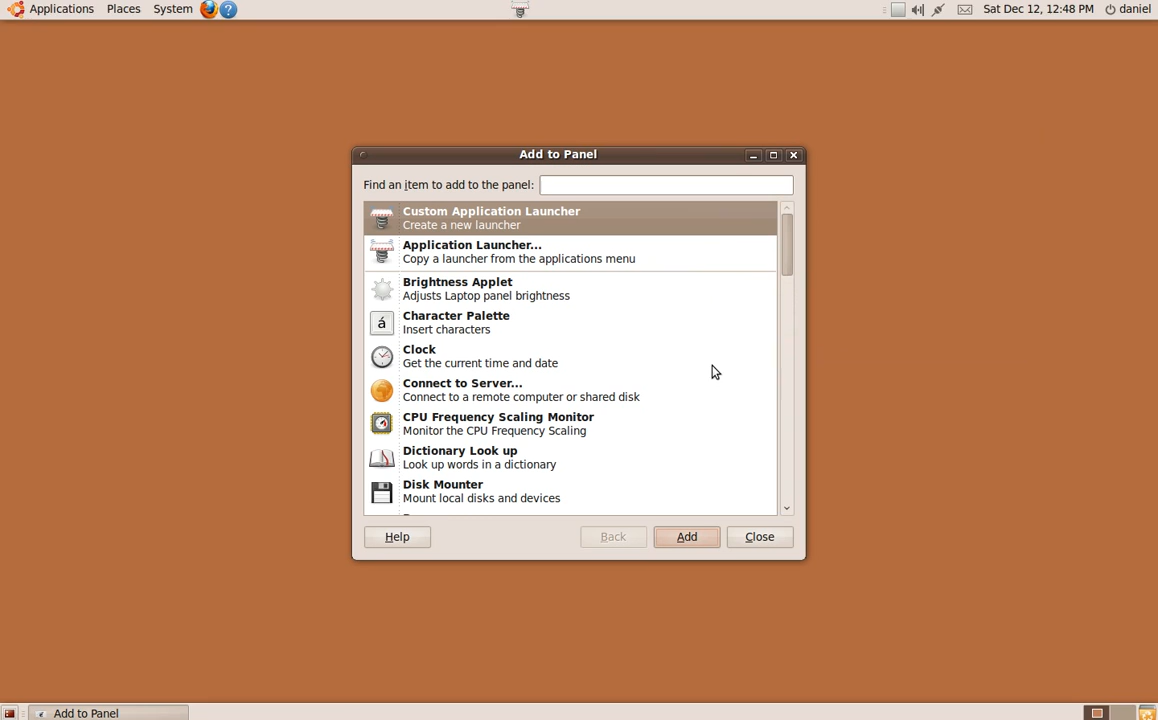 Applications Places System Sat Dec 12, 12:48 PM daniel
Add to Panel
Find an item to add to the panel:
Custom Application Launcher
Create a new launcher
Application Launcher...
Copy a launcher from the applications menu
Brightness Applet
Adjusts Laptop panel brightness
á
Character Palette
Insert characters
Clock
Get the current time and date
Connect to Server...
Connect to a remote computer or shared disk
CPU Frequency Scaling Monitor
Monitor the CPU Frequency Scaling
Dictionary Look up
Look up words in a dictionary
Disk Mounter
Mount local disks and devices
Help Back Add Close
Add to Panel